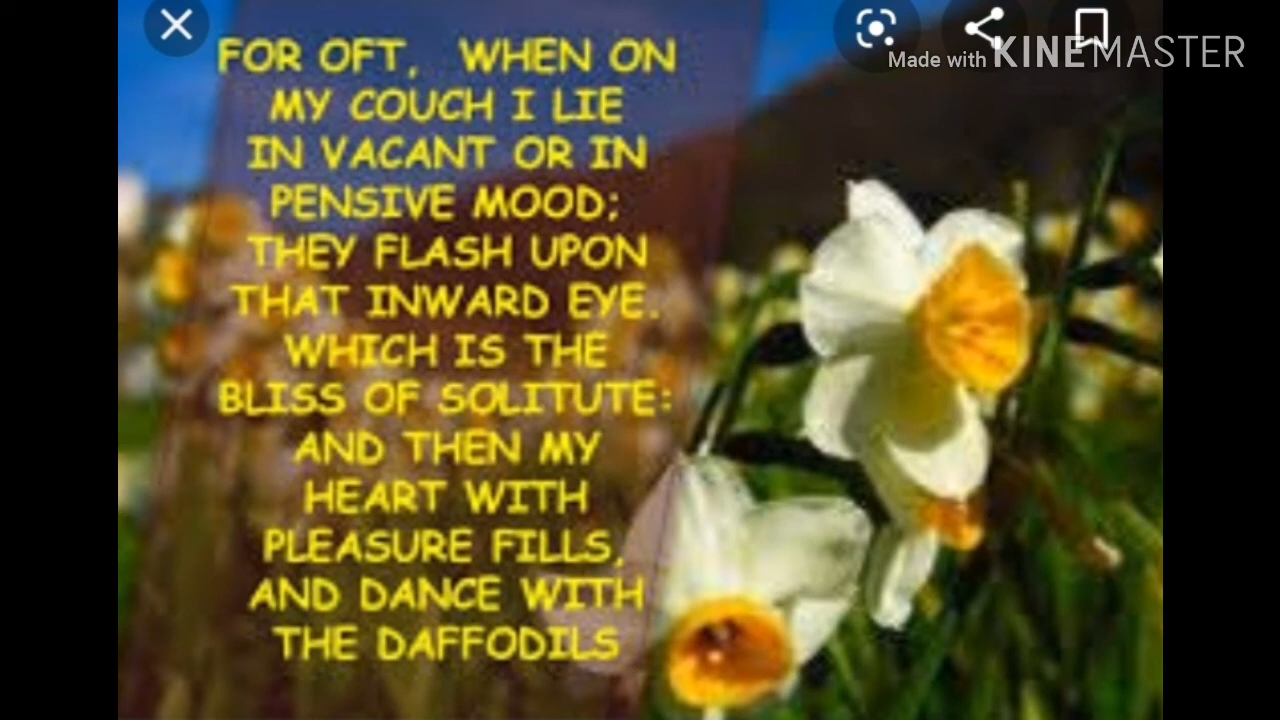 Made with KINEMASTER
FOR OFT, WHEN ON
MY COUCH I LIE
IN VACANT OR IN
PENSIVE MOOD;
THEY FLASH UPON
THAT INWARD EYE.
WHICH IS THE
BLISS OF SOLITUTE:
AND THEN MY
HEART WITH
PLEASURE FILLS,
AND DANCE WITH
THE DAFFODILS